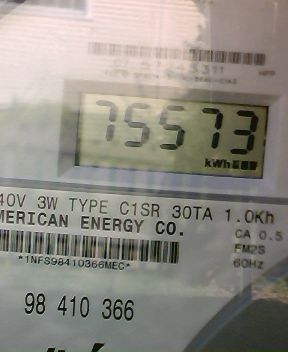 75573
kWh
40V 3W TYPE C1SR 30TA 1.0Kh
MERICAN ENERGY CO.
CA 0.5
EM2S
*1NFS98410366MEC*
60Hz
98 410 366